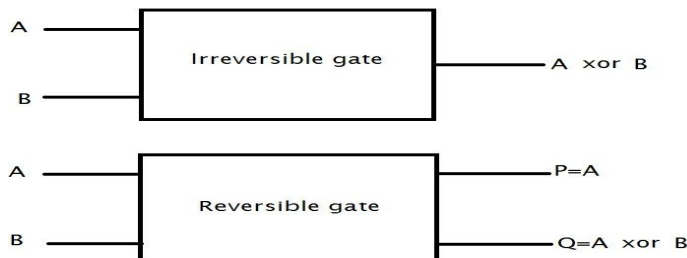 A
Irreversible gate
A xor B
B
A
P=A
Reversible gate
B
Q=A xor B